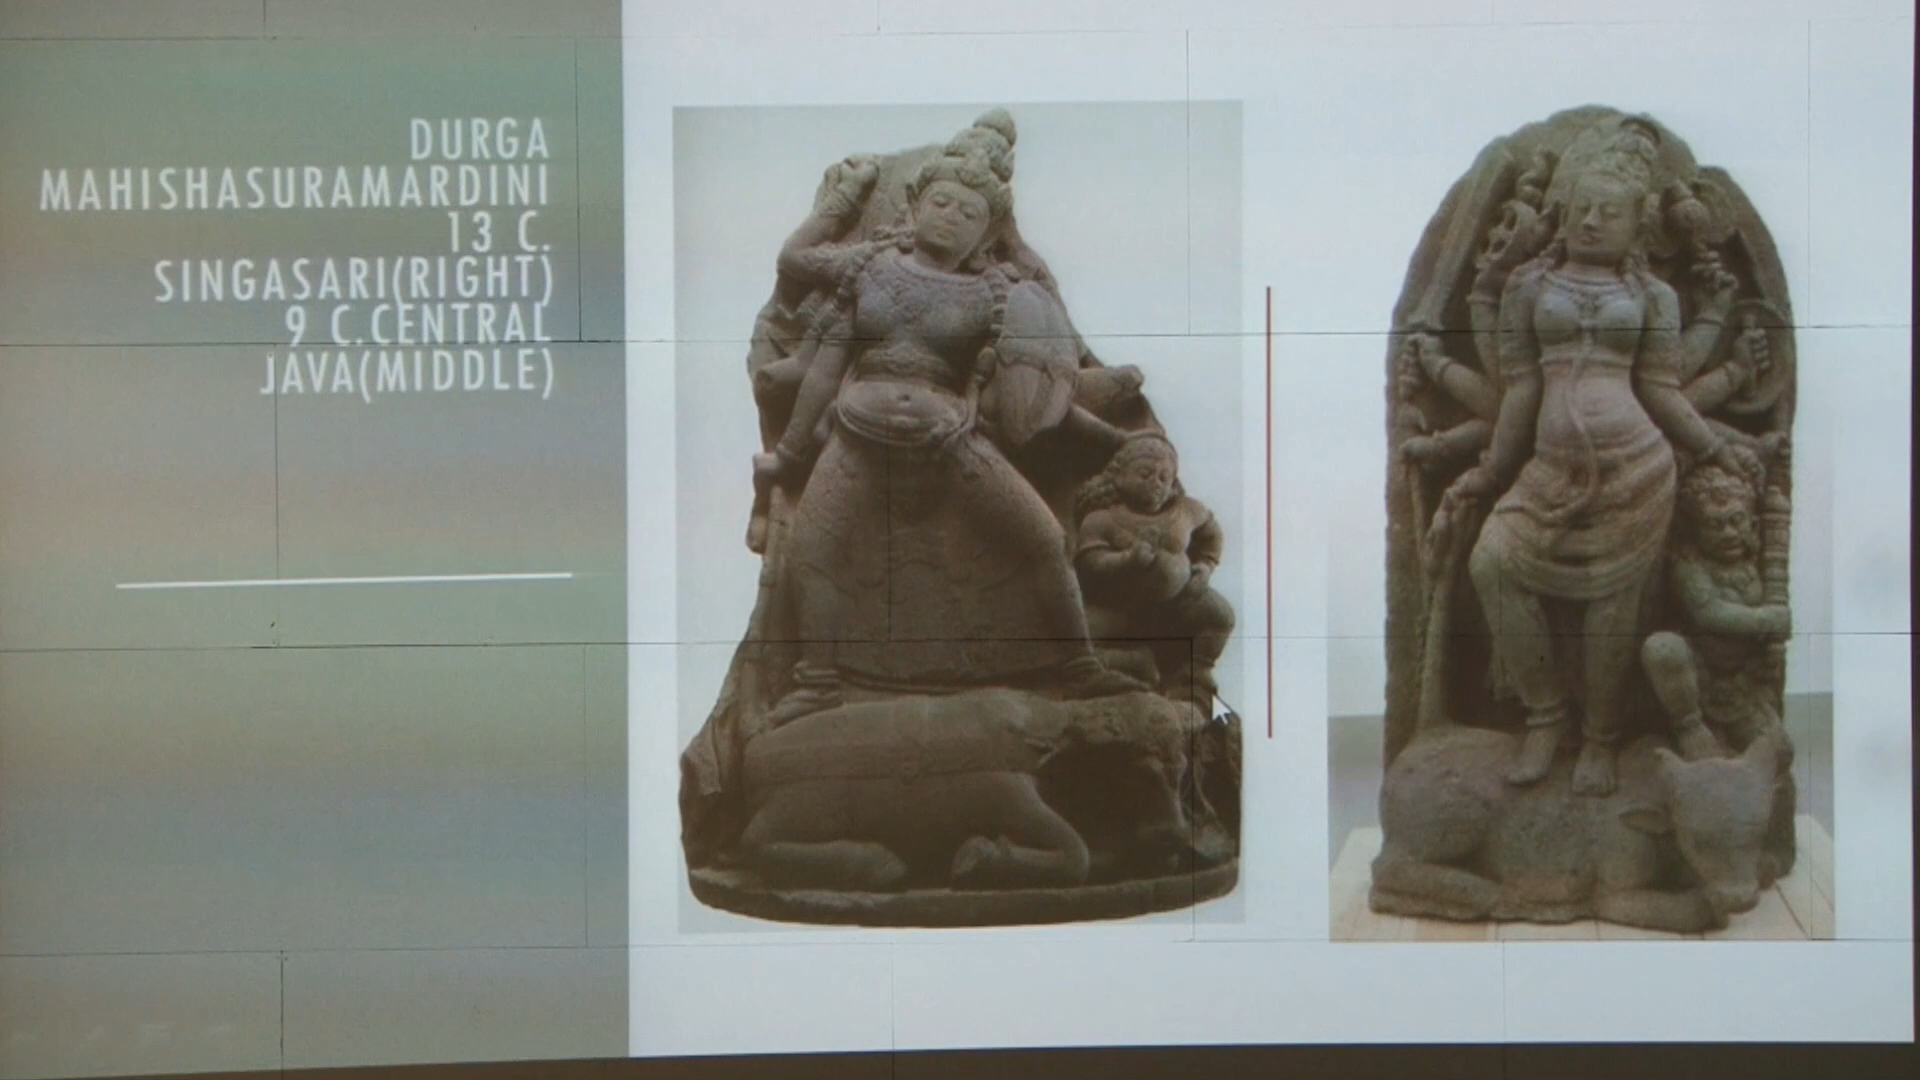 DURGA
MAHISHASURAMARDINI
13 C.
SINGASARI(RIGHT)
9 C.CENTRAL
JAVA(MIDDLE)